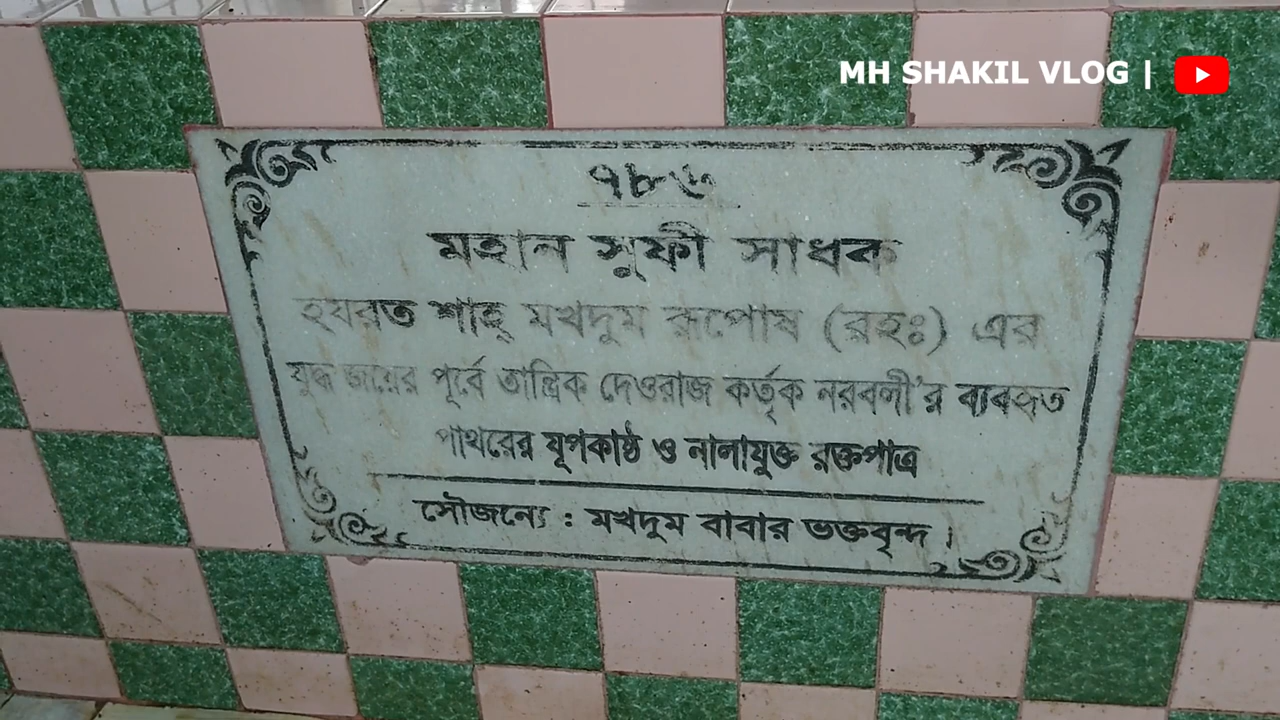 MH SHAKIL VLOG |
৭৮৬
মহান সুফী সাধক
হযরত শাহ্ মখদুম রূপোষ (রহঃ) এর
যুদ্ধ জয়ের পূর্বে তান্ত্রিক দেওরাজ কর্তৃক নরবলী'র ব্যবহৃত
পাথরের যূপকাষ্ঠ ও নালাযুক্ত রক্তপাত্র
সৌজন্যে : মখদুম বাবার ভক্তবৃন্দ।